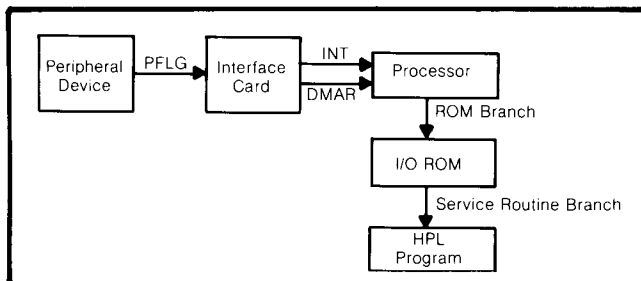 Peripheral
Device
PFLG
Interface
Card
INT
DMAR
Processor
ROM Branch
I/O ROM
Service Routine Branch
HPL
Program